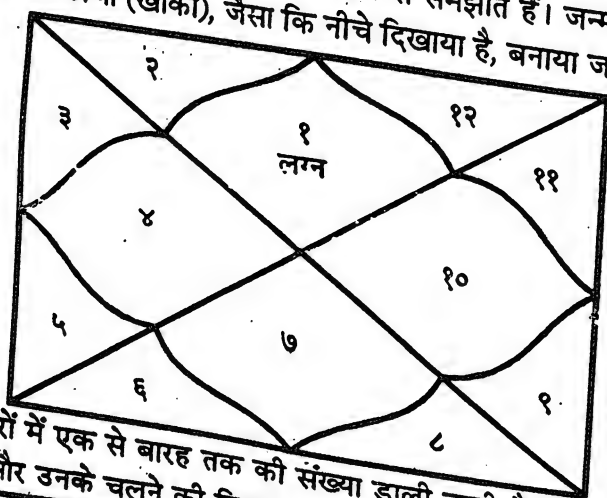 (खाका), जैसा कि नीचे दिखाया है, बनाया
समझाते हैं।
२
१२
३
१
लग्न
११
४
१०
५
७
६
९
८
में एक से बारह तक की संख्या डाली
उनके चलने की